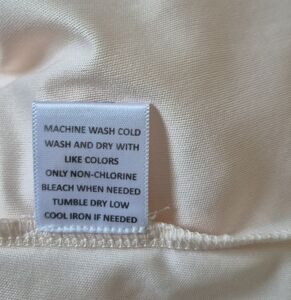 MACHINE WASH COLD
WASH AND DRY WITH
LIKE COLORS
ONLY NON-CHLORINE
BLEACH WHEN NEEDED
TUMBLE DRY LOW
COOL IRON IF NEEDED